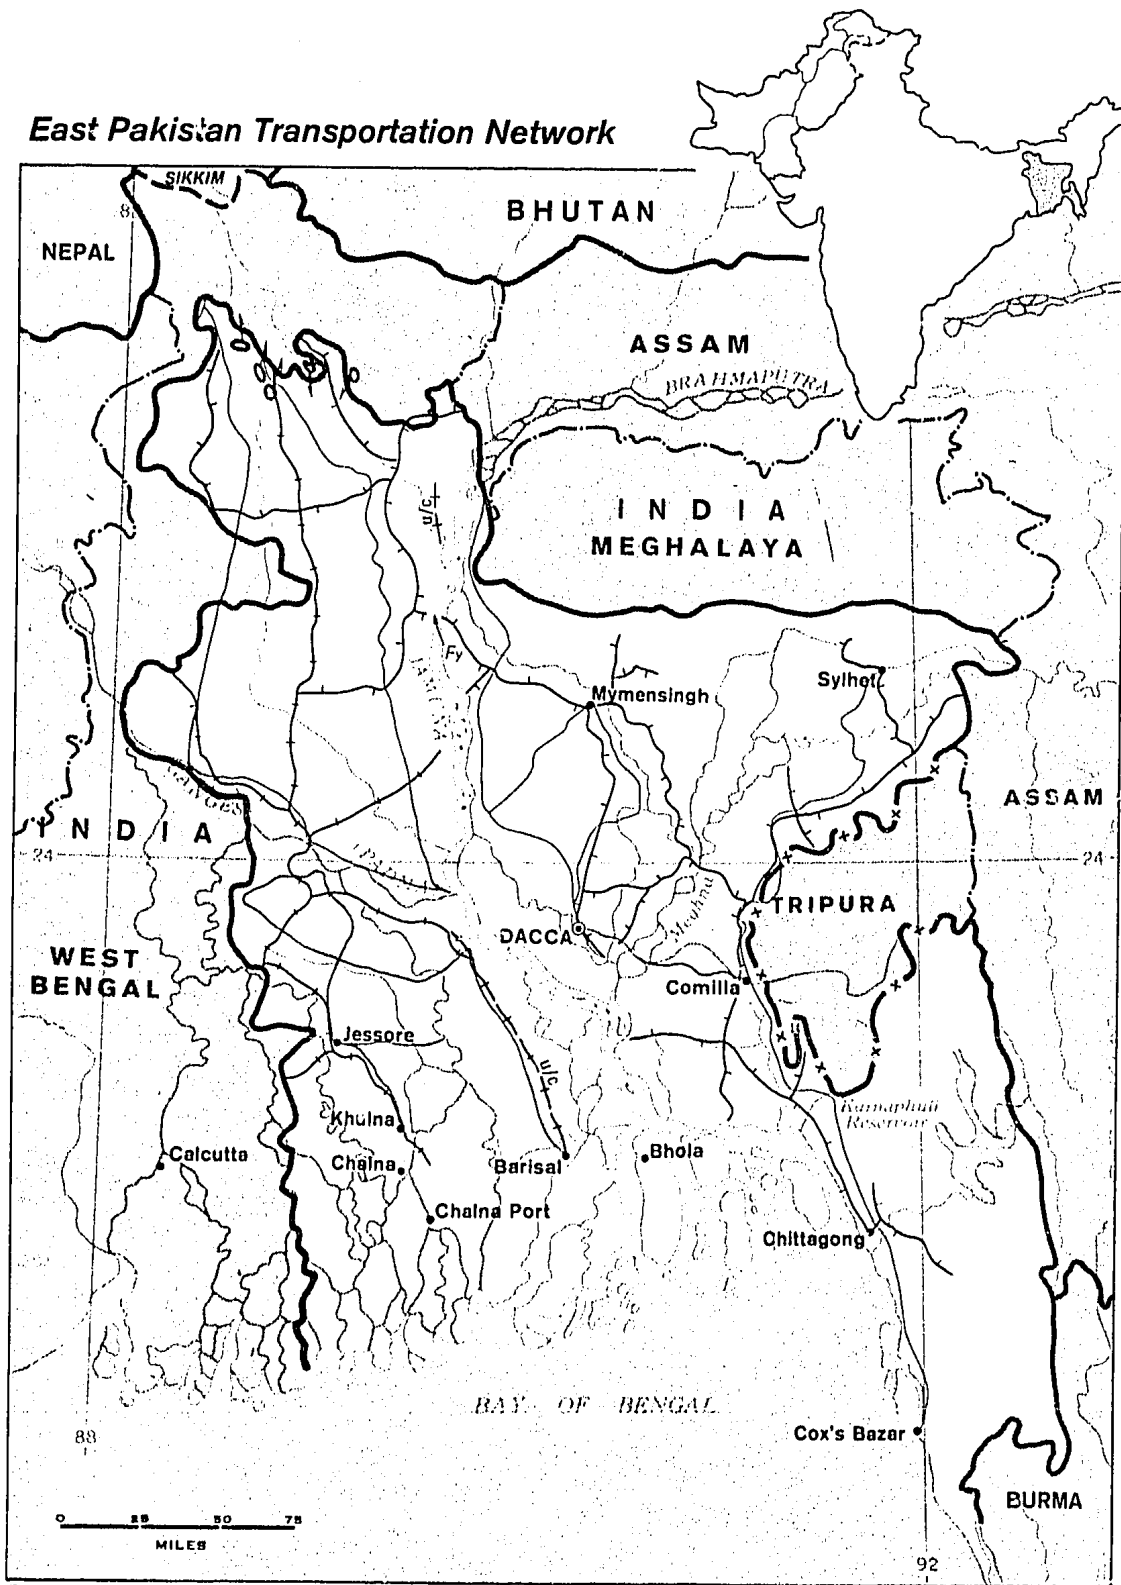 East Pakistan Transportation Network
SIKKIM
BHUTAN
NEPAL
ASSAM
BRAHMAPUTRA
INDIA
MEGHALAYA
u/c
Fy
Mymensingh
Sylhet
GANGES
INDIA
ASSAM
24
24
TRIPURA
Meghna
DACCA
WEST
BENGAL
Comilla
Jessore
u/c
Karnaphuli
Reservoir
Khulna
Calcutta
Chalna
Barisal
Bhola
Chalna Port
Chittagong
BAY OF BENGAL
Cox's Bazar
88
BURMA
0 25 50 75
MILES
92